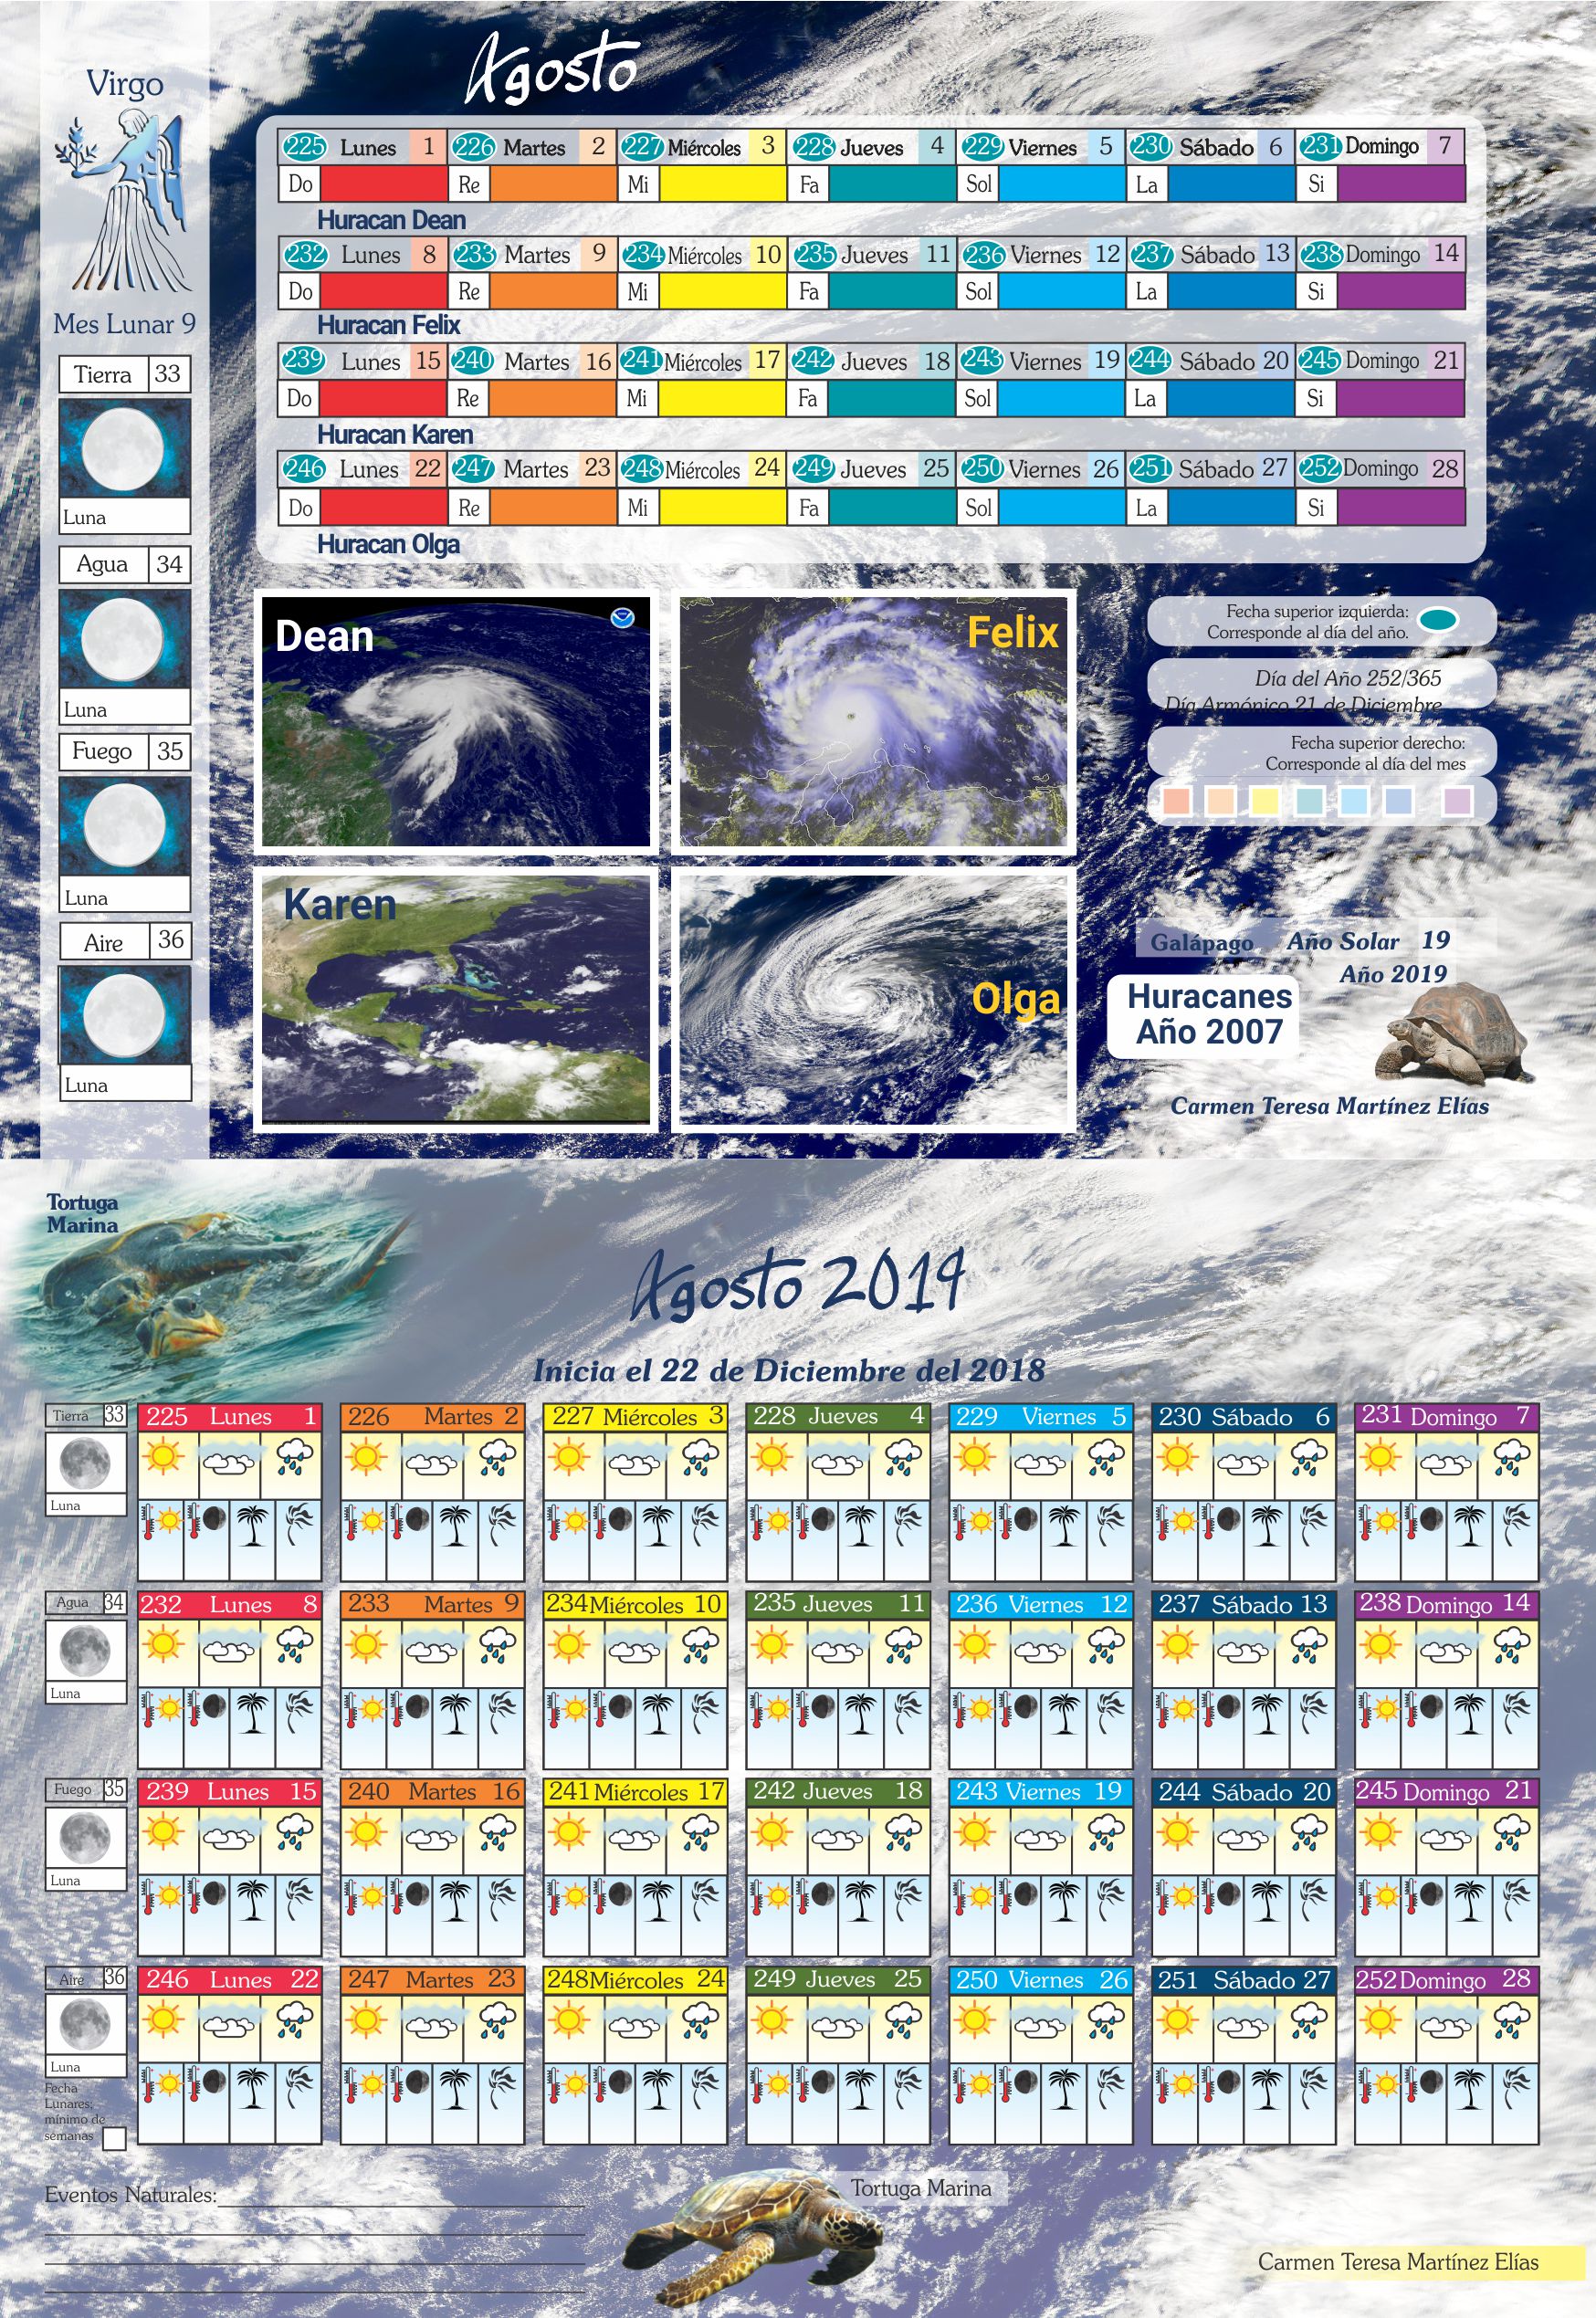 Virgo
Agosto
225 Lunes 1 226 Martes 2 227 Miércoles 3 228 Jueves 4 229 Viernes 5 230 Sábado 6 231 Domingo 7
Do Re Mi Fa Sol La Si
Huracan Dean
232 Lunes 8 233 Martes 9 234 Miércoles 10 235 Jueves 11 236 Viernes 12 237 Sábado 13 238 Domingo 14
Do Re Mi Fa Sol La Si
Huracan Felix
239 Lunes 15 240 Martes 16 241 Miércoles 17 242 Jueves 18 243 Viernes 19 244 Sábado 20 245 Domingo 21
Do Re Mi Fa Sol La Si
Huracan Karen
246 Lunes 22 247 Martes 23 248 Miércoles 24 249 Jueves 25 250 Viernes 26 251 Sábado 27 252 Domingo 28
Do Re Mi Fa Sol La Si
Huracan Olga
Mes Lunar 9
Tierra 33
Luna
Agua 34
Luna
Fuego 35
Luna
Aire 36
Luna
Dean
Felix
Karen
Olga
Fecha superior izquierda:
Corresponde al día del año.
Día del Año 252/365
Día Armónico 21 de Diciembre
Fecha superior derecho:
Corresponde al día del mes
Galápago Año Solar 19
Año 2019
Huracanes
Año 2007
Carmen Teresa Martínez Elías
Tortuga
Marina
Agosto 2019
Inicia el 22 de Diciembre del 2018
Tierra 33 225 Lunes 1 226 Martes 2 227 Miércoles 3 228 Jueves 4 229 Viernes 5 230 Sábado 6 231 Domingo 7
Luna
Agua 34 232 Lunes 8 233 Martes 9 234 Miércoles 10 235 Jueves 11 236 Viernes 12 237 Sábado 13 238 Domingo 14
Luna
Fuego 35 239 Lunes 15 240 Martes 16 241 Miércoles 17 242 Jueves 18 243 Viernes 19 244 Sábado 20 245 Domingo 21
Luna
Aire 36 246 Lunes 22 247 Martes 23 248 Miércoles 24 249 Jueves 25 250 Viernes 26 251 Sábado 27 252 Domingo 28
Luna
Fecha
Lunares;
mínimo de
semanas
Eventos Naturales:
Tortuga Marina
Carmen Teresa Martínez Elías